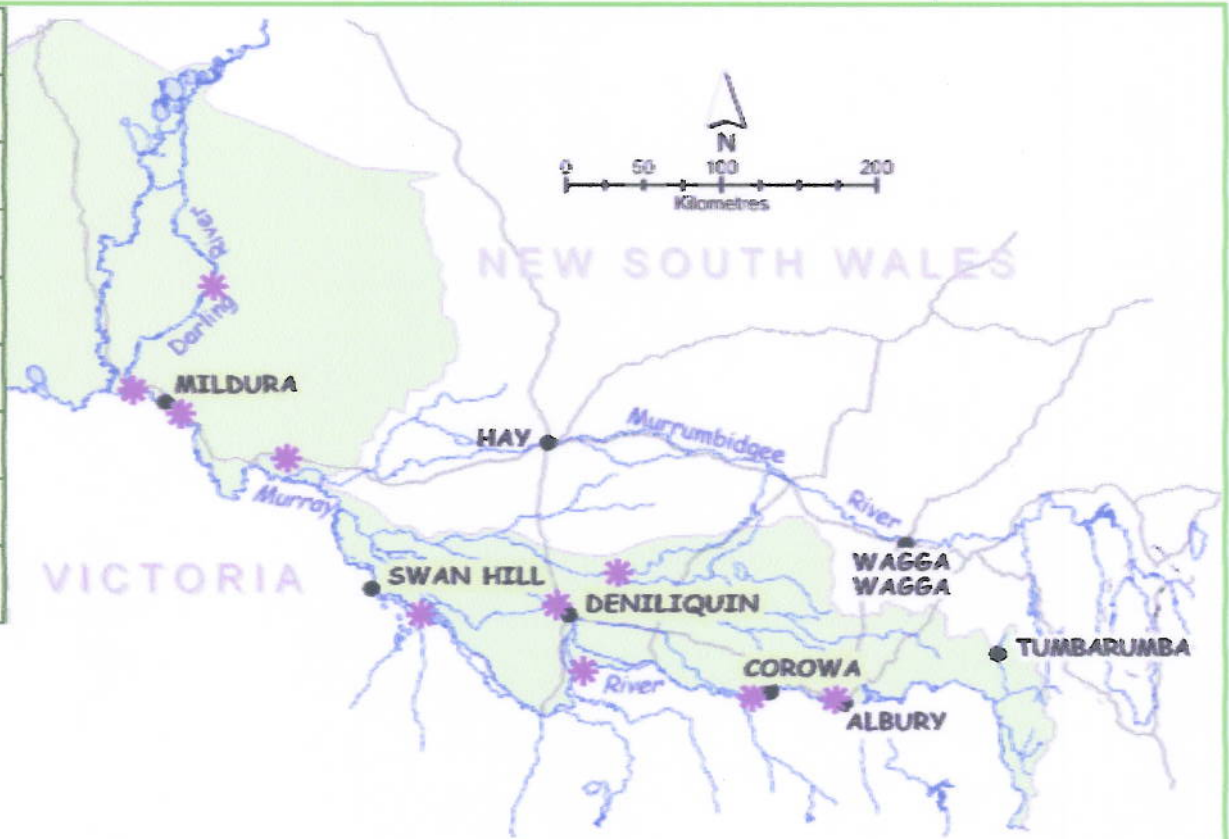 N
0 50 100 200
Kilometres
NEW SOUTH WALES
River
Darling
MILDURA
HAY
Murrumbidgee
River
Murray
WAGGA
WAGGA
VICTORIA
SWAN HILL
DENILIQUIN
TUMBARUMBA
COROWA
River
ALBURY